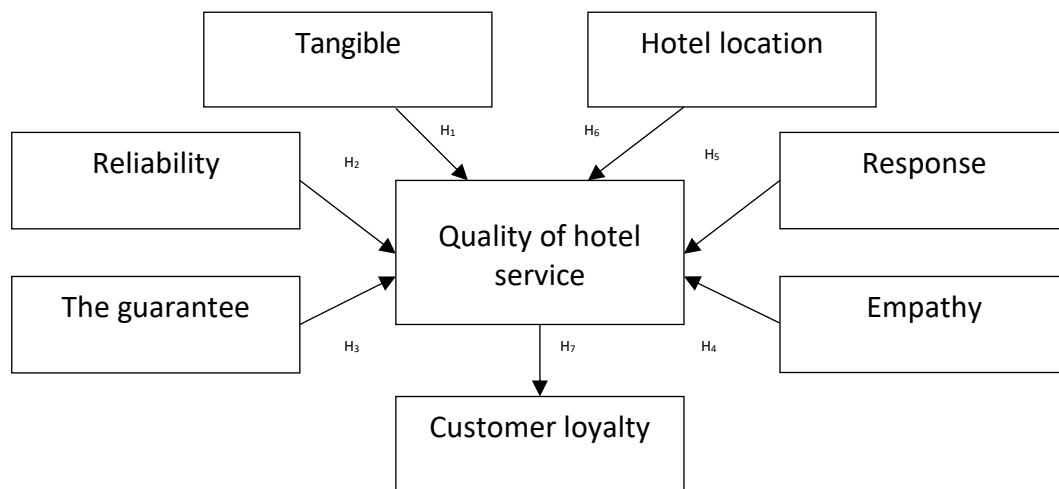 Tangible
Hotel location
H₁
H₆
Reliability
H₂
H₅
Response
Quality of hotel
service
The guarantee
Empathy
H₃
H₇
H₄
Customer loyalty